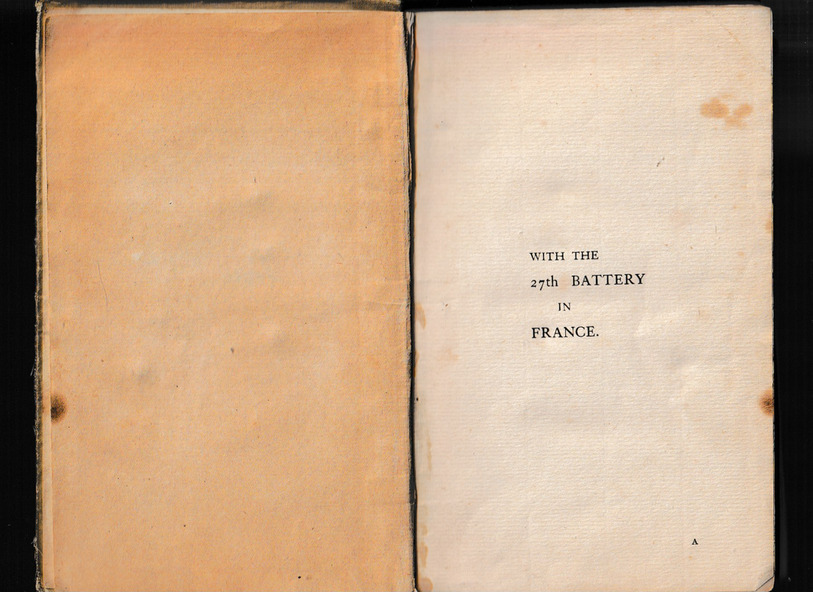 WITH THE
27th BATTERY
IN
FRANCE.
A